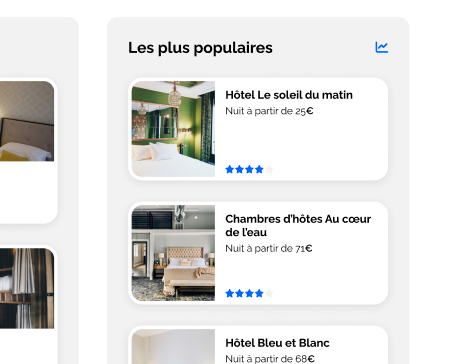 Les plus populaires
Hôtel Le soleil du matin
Nuit à partir de 25€
Chambres d'hôtes Au cœur
de l'eau
Nuit à partir de 71€
Hôtel Bleu et Blanc
Nuit à partir de 68€